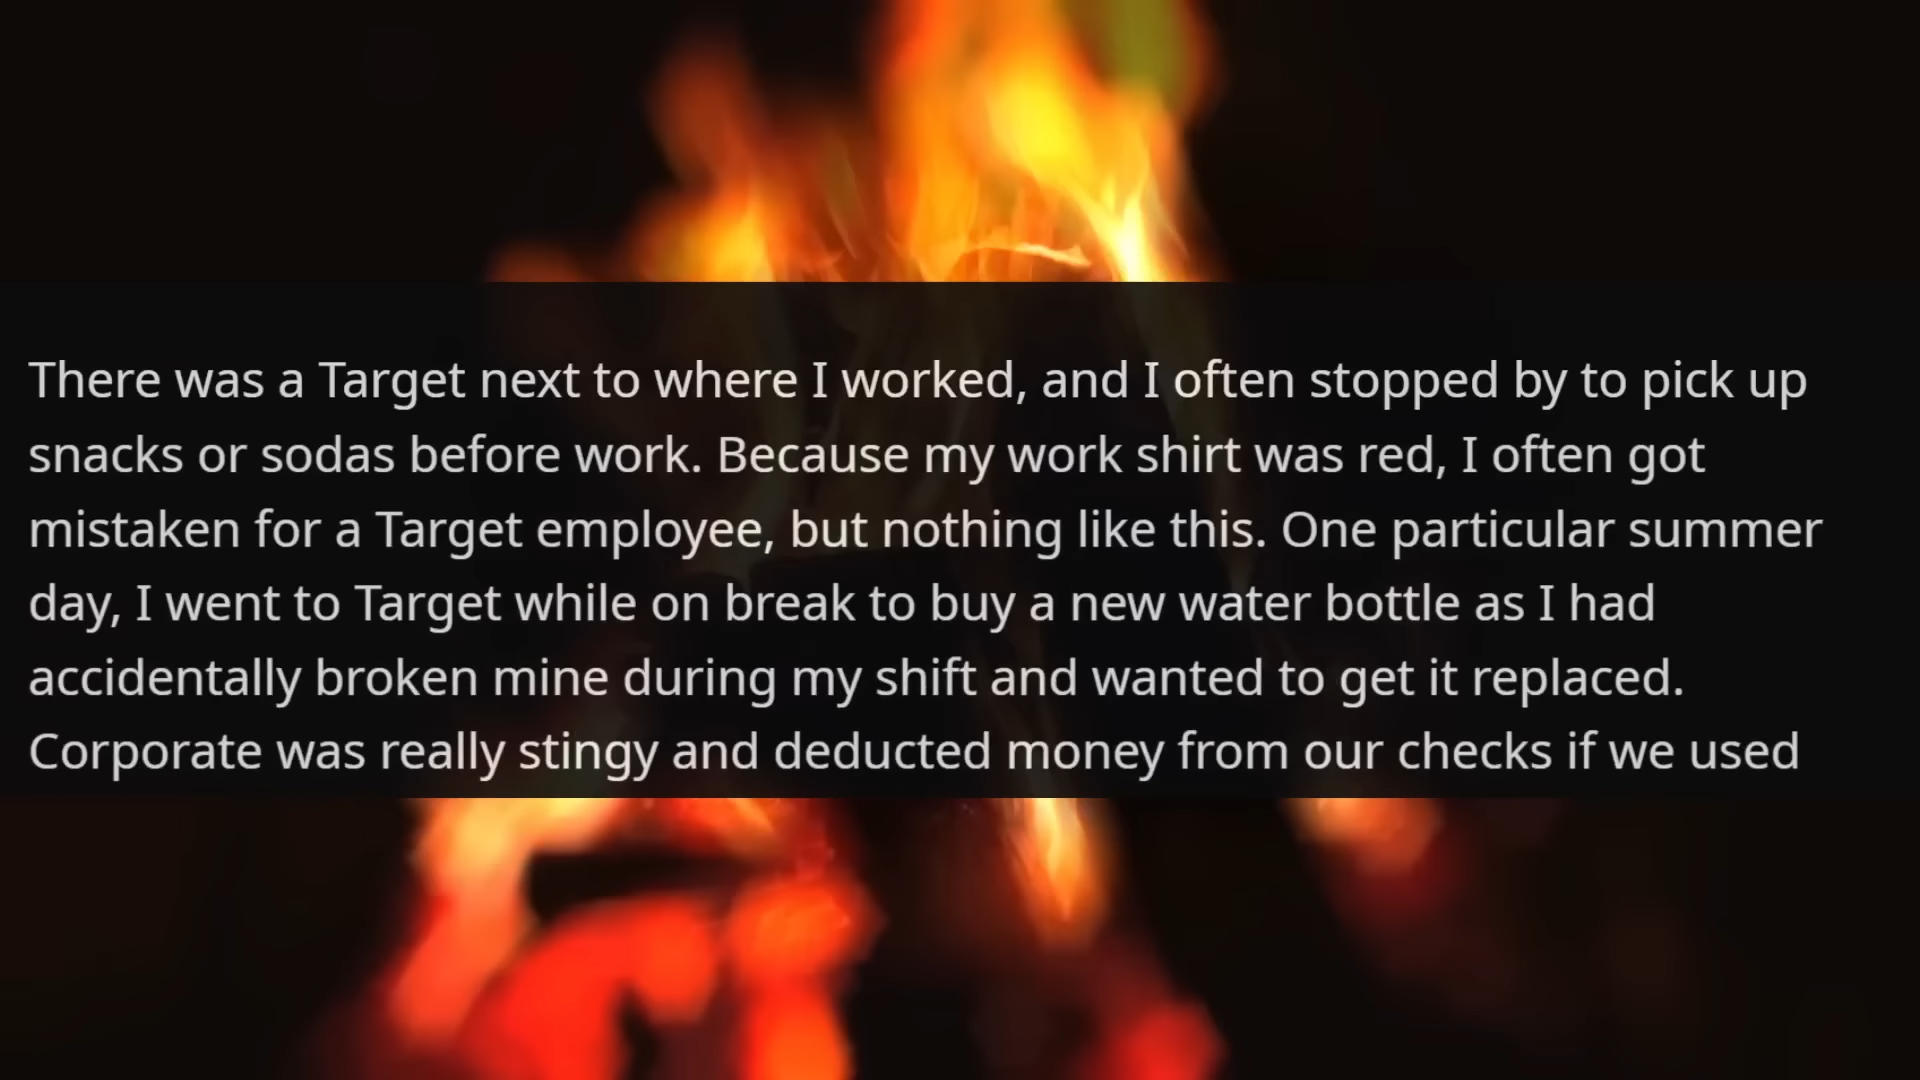 There was a Target next to where I worked, and I often stopped by to pick up
snacks or sodas before work. Because my work shirt was red, I often got
mistaken for a Target employee, but nothing like this. One particular summer
day, I went to Target while on break to buy a new water bottle as I had
accidentally broken mine during my shift and wanted to get it replaced.
Corporate was really stingy and deducted money from our checks if we used